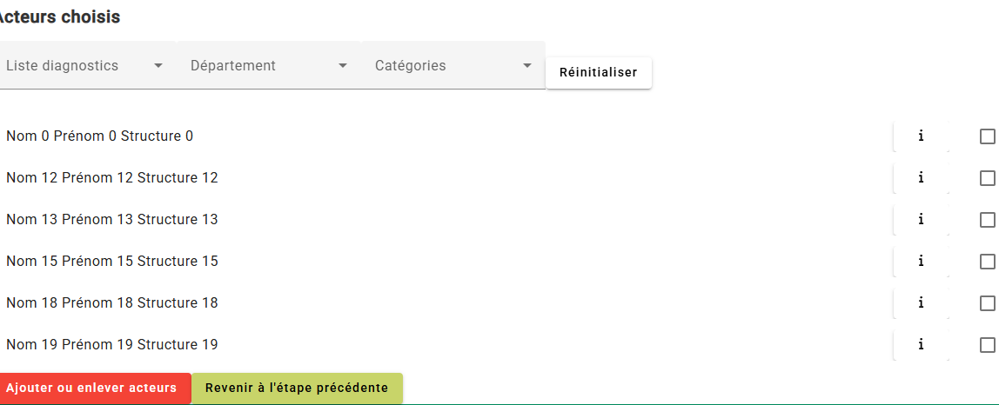 Acteurs choisis
Liste diagnostics Département Catégories Réinitialiser
Nom 0 Prénom 0 Structure 0 i
Nom 12 Prénom 12 Structure 12 i
Nom 13 Prénom 13 Structure 13 i
Nom 15 Prénom 15 Structure 15 i
Nom 18 Prénom 18 Structure 18 i
Nom 19 Prénom 19 Structure 19 i
Ajouter ou enlever acteurs Revenir à l'étape précédente